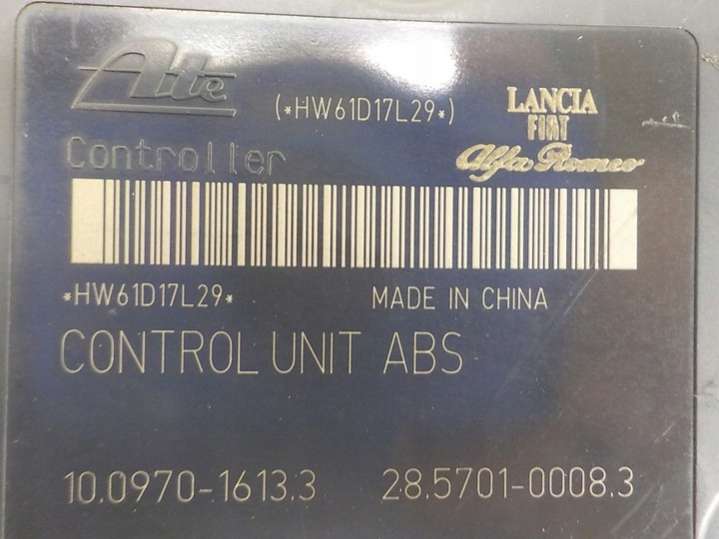 Ate
(*HW61D17L29*)
LANCIA
FIAT
Alfa Romeo
Controller
*HW61D17L29*
MADE IN CHINA
CONTROL UNIT ABS
10.0970-1613.3
28.5701-0008.3